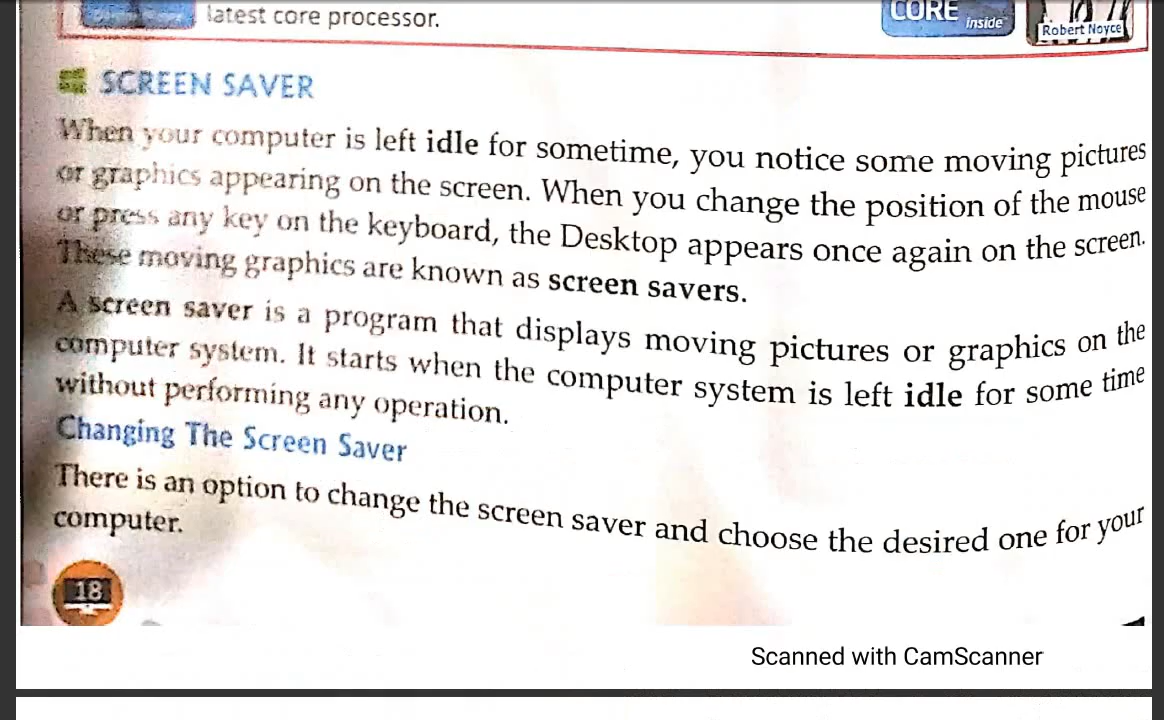 latest core processor.
CORE
inside
Robert Noyce
SCREEN SAVER
When your computer is left idle for sometime, you notice some moving pictures
or graphics appearing on the screen. When you change the position of the mouse
or press any key on the keyboard, the Desktop appears once again on the screen.
These moving graphics are known as screen savers.
A screen saver is a program that displays moving pictures or graphics on the
computer system. It starts when the computer system is left idle for some time
without performing any operation.
Changing The Screen Saver
There is an option to change the screen saver and choose the desired one for your
computer.
18
Scanned with CamScanner